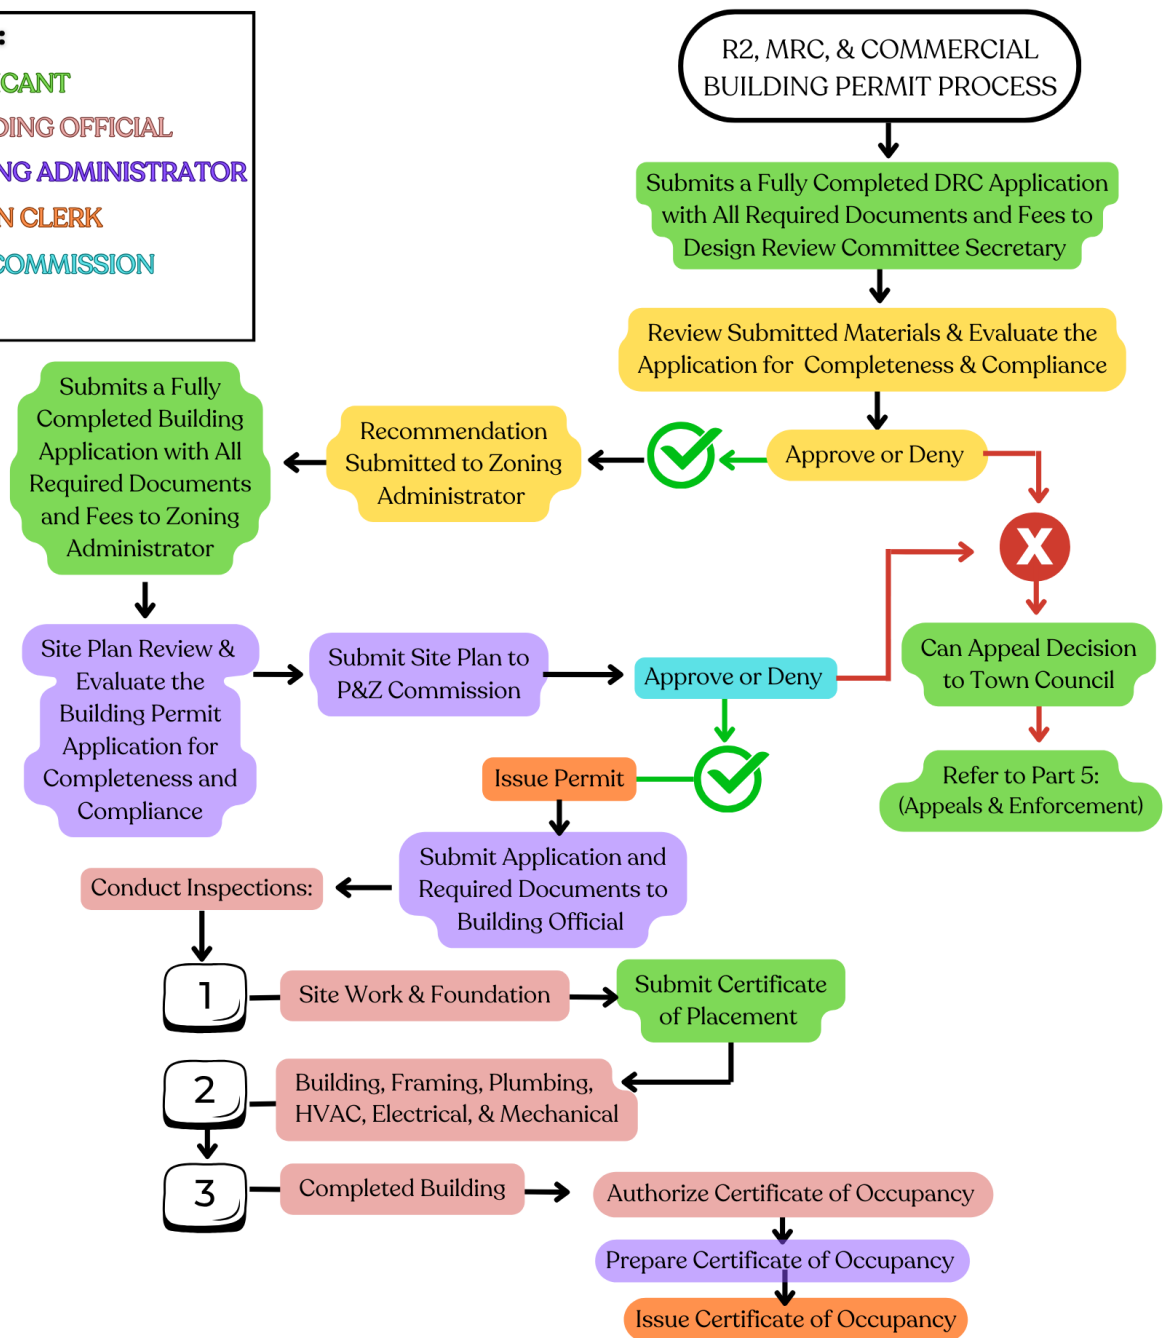 :
ICANT
DING OFFICIAL
NG ADMINISTRATOR
N CLERK
COMMISSION
R2, MRC, & COMMERCIAL
BUILDING PERMIT PROCESS
Submits a Fully Completed DRC Application
with All Required Documents and Fees to
Design Review Committee Secretary
Review Submitted Materials & Evaluate the
Application for Completeness & Compliance
Approve or Deny
Recommendation
Submitted to Zoning
Administrator
Submits a Fully
Completed Building
Application with All
Required Documents
and Fees to Zoning
Administrator
X
Can Appeal Decision
to Town Council
Refer to Part 5:
(Appeals & Enforcement)
Site Plan Review &
Evaluate the
Building Permit
Application for
Completeness and
Compliance
Submit Site Plan to
P&Z Commission
Approve or Deny
Issue Permit
Submit Application and
Required Documents to
Building Official
Conduct Inspections:
1
Site Work & Foundation
Submit Certificate
of Placement
2
Building, Framing, Plumbing,
HVAC, Electrical, & Mechanical
3
Completed Building
Authorize Certificate of Occupancy
Prepare Certificate of Occupancy
Issue Certificate of Occupancy